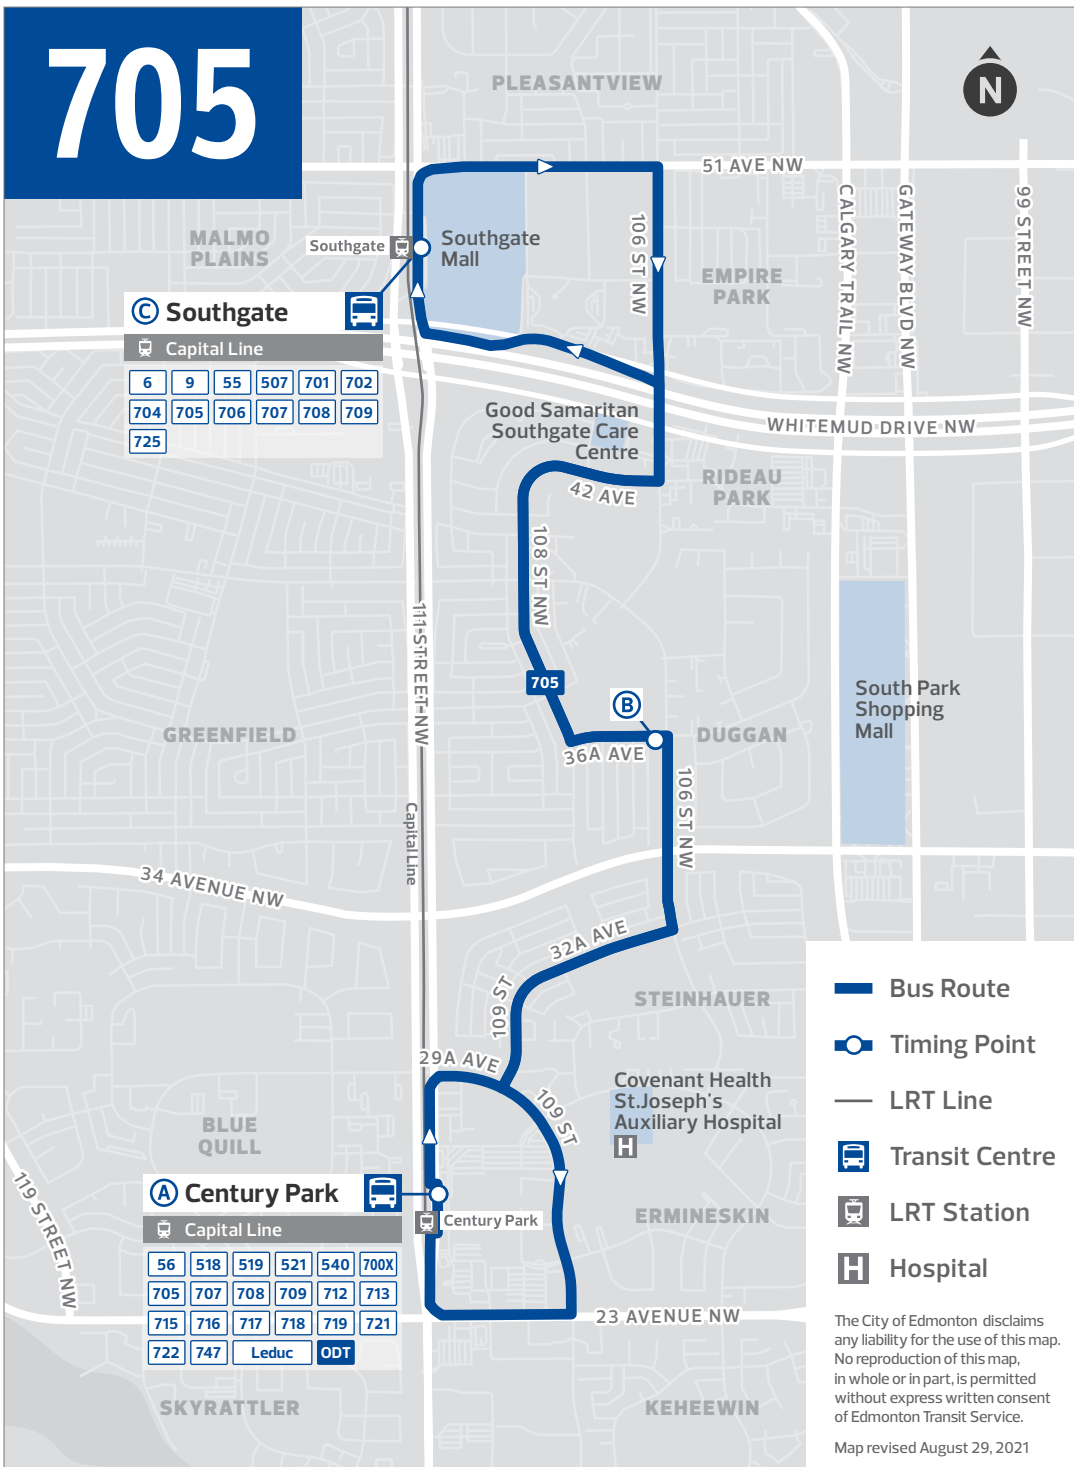 705
N
PLEASANTVIEW
51 AVE NW
MALMO
PLAINS
Southgate
Southgate
Mall
106 ST NW
EMPIRE
PARK
CALGARY TRAIL NW
GATEWAY BLVD NW
99 STREET NW
C Southgate
Capital Line
6 9 55 507 701 702
704 705 706 707 708 709
725
Good Samaritan
Southgate Care
Centre
WHITEMUD DRIVE NW
RIDEAU
PARK
42 AVE
108 ST NW
111 STREET NW
705
B
South Park
Shopping
Mall
GREENFIELD
DUGGAN
36A AVE
106 ST NW
Capital Line
34 AVENUE NW
32A AVE
109 ST
STEINHAUER
29A AVE
109 ST
Covenant Health
St.Joseph's
Auxiliary Hospital
H
BLUE
QUILL
119 STREET NW
A Century Park
Capital Line
Century Park
56 518 519 521 540 700X
705 707 708 709 712 713
715 716 717 718 719 721
722 747 Leduc ODT
ERMINESKIN
23 AVENUE NW
SKYRATTLER
KEHEEWIN
Bus Route
Timing Point
LRT Line
Transit Centre
LRT Station
H Hospital
The City of Edmonton disclaims
any liability for the use of this map.
No reproduction of this map,
in whole or in part, is permitted
without express written consent
of Edmonton Transit Service.
Map revised August 29, 2021